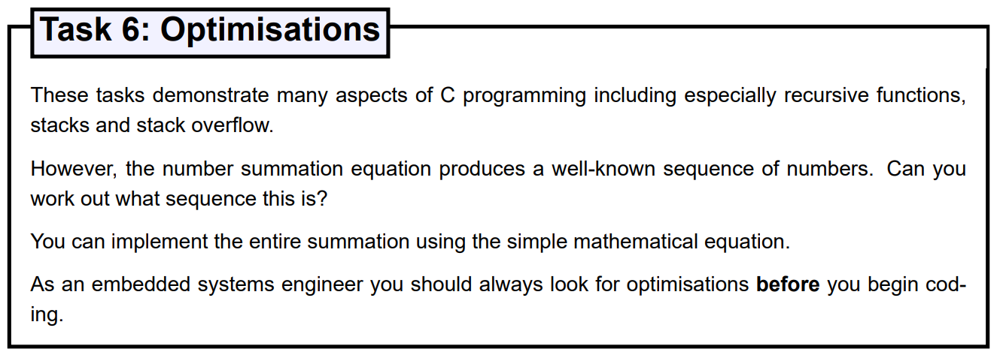 Task 6: Optimisations
These tasks demonstrate many aspects of C programming including especially recursive functions,
stacks and stack overflow.
However, the number summation equation produces a well-known sequence of numbers. Can you
work out what sequence this is?
You can implement the entire summation using the simple mathematical equation.
As an embedded systems engineer you should always look for optimisations before you begin cod-
ing.